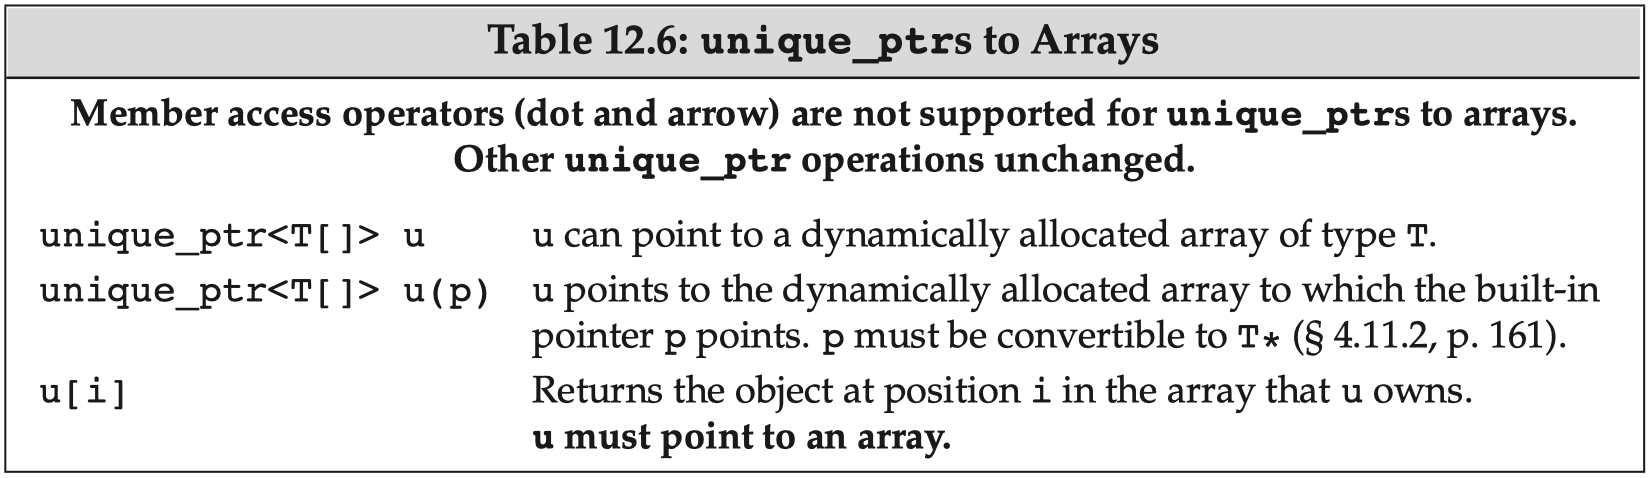 Table 12.6: unique_ptrs to Arrays
Member access operators (dot and arrow) are not supported for unique_ptrs to arrays.
Other unique_ptr operations unchanged.
unique_ptr<T[]> u u can point to a dynamically allocated array of type T.
unique_ptr<T[]> u(p) u points to the dynamically allocated array to which the built-in
pointer p points. p must be convertible to T* (§ 4.11.2, p. 161).
u[i] Returns the object at position i in the array that u owns.
u must point to an array.